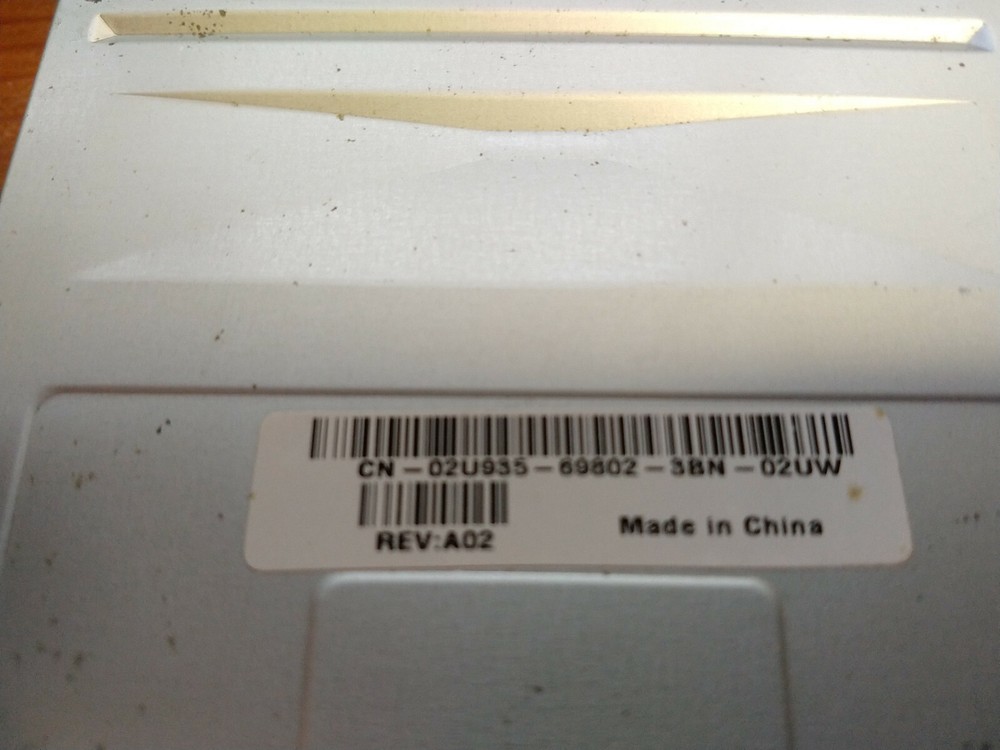 CN-02U935-69802-3BN-02UW
REV:A02
Made in China